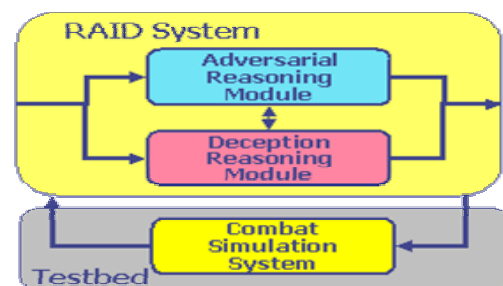 RAID System
Adversarial
Reasoning
Module
Deception
Reasoning
Module
Combat
Simulation
System
Testbed